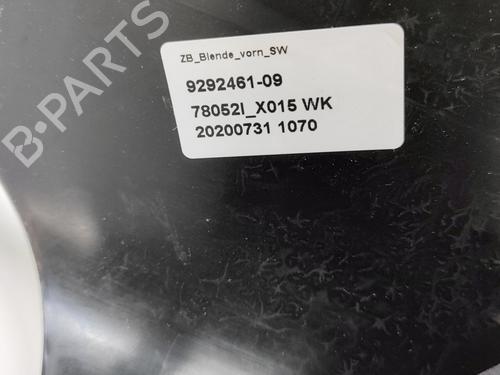 ZB_Blende_vorn_SW
9292461-09
78052I_X015 WK
20200731 1070
B-PARTS